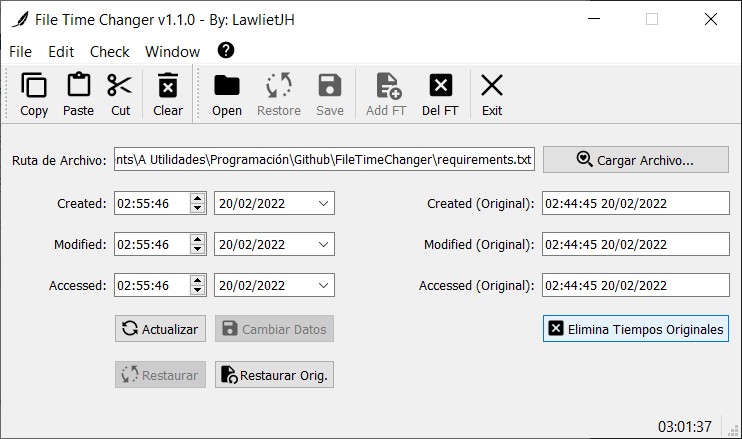 File Time Changer v1.1.0 - By: LawlietJH
File Edit Check Window ?
Copy Paste Cut Clear Open Restore Save Add FT Del FT Exit
Ruta de Archivo: ents\A Utilidades\Programación\Github\FileTimeChanger\requirements.txt Cargar Archivo...
Created: 02:55:46 20/02/2022 Created (Original): 02:44:45 20/02/2022
Modified: 02:55:46 20/02/2022 Modified (Original): 02:44:45 20/02/2022
Accessed: 02:55:46 20/02/2022 Accessed (Original): 02:44:45 20/02/2022
Actualizar Cambiar Datos Elimina Tiempos Originales
Restaurar Restaurar Orig.
03:01:37